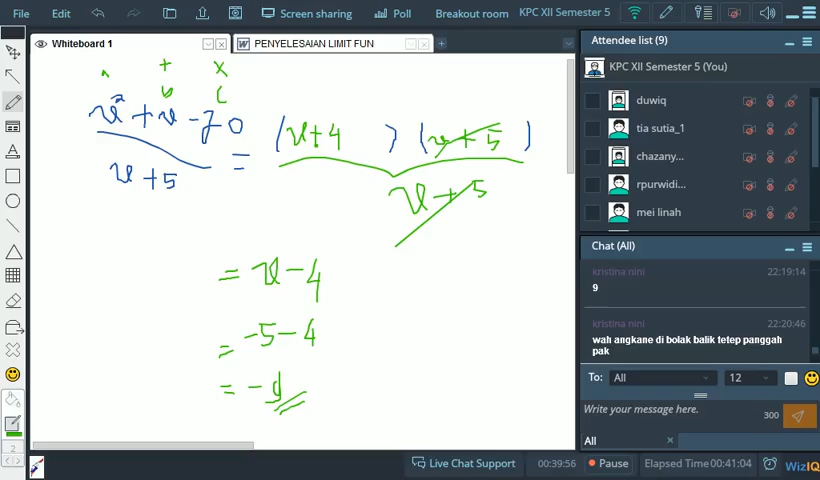 File Edit Screen sharing Poll Breakout room KPC XII Semester 5
Whiteboard 1 PENYELESAIAN LIMIT FUN
Attendee list (9)
KPC XII Semester 5 (You)
duwiq
tia sutia_1
chazany...
rpurwidi...
mei linah
+ x
b c
x² + x - 20 = (x+4) (x+5)
x + 5
x + 5
= x - 4
= -5 - 4
= -9
Chat (All)
kristina nini 22:19:14
9
kristina nini 22:20:46
wah angkane di bolak balik tetep panggah
pak
To: All 12
Write your message here. 300
All
2
Live Chat Support 00:39:56 Pause Elapsed Time 00:41:04 WizIQ